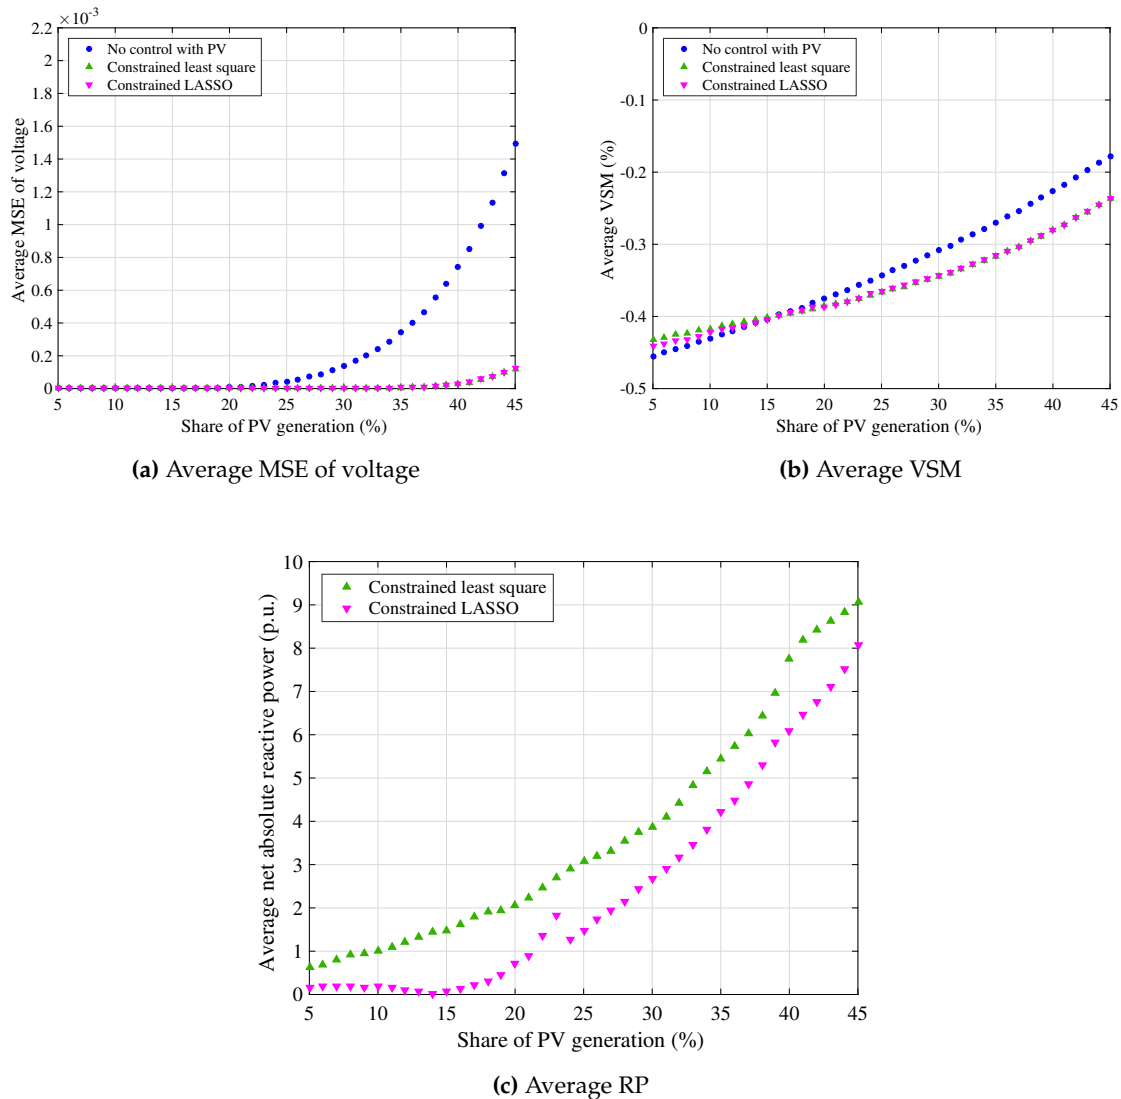 ×10⁻³
2.2
2
1.8
1.6
1.4
1.2
1
0.8
0.6
0.4
0.2
0
Average MSE of voltage
No control with PV
Constrained least square
Constrained LASSO
5 10 15 20 25 30 35 40 45
Share of PV generation (%)
(a) Average MSE of voltage
0
-0.1
-0.2
-0.3
-0.4
-0.5
Average VSM (%)
No control with PV
Constrained least square
Constrained LASSO
5 10 15 20 25 30 35 40 45
Share of PV generation (%)
(b) Average VSM
10
9
8
7
6
5
4
3
2
1
0
Average net absolute reactive power (p.u.)
Constrained least square
Constrained LASSO
5 10 15 20 25 30 35 40 45
Share of PV generation (%)
(c) Average RP